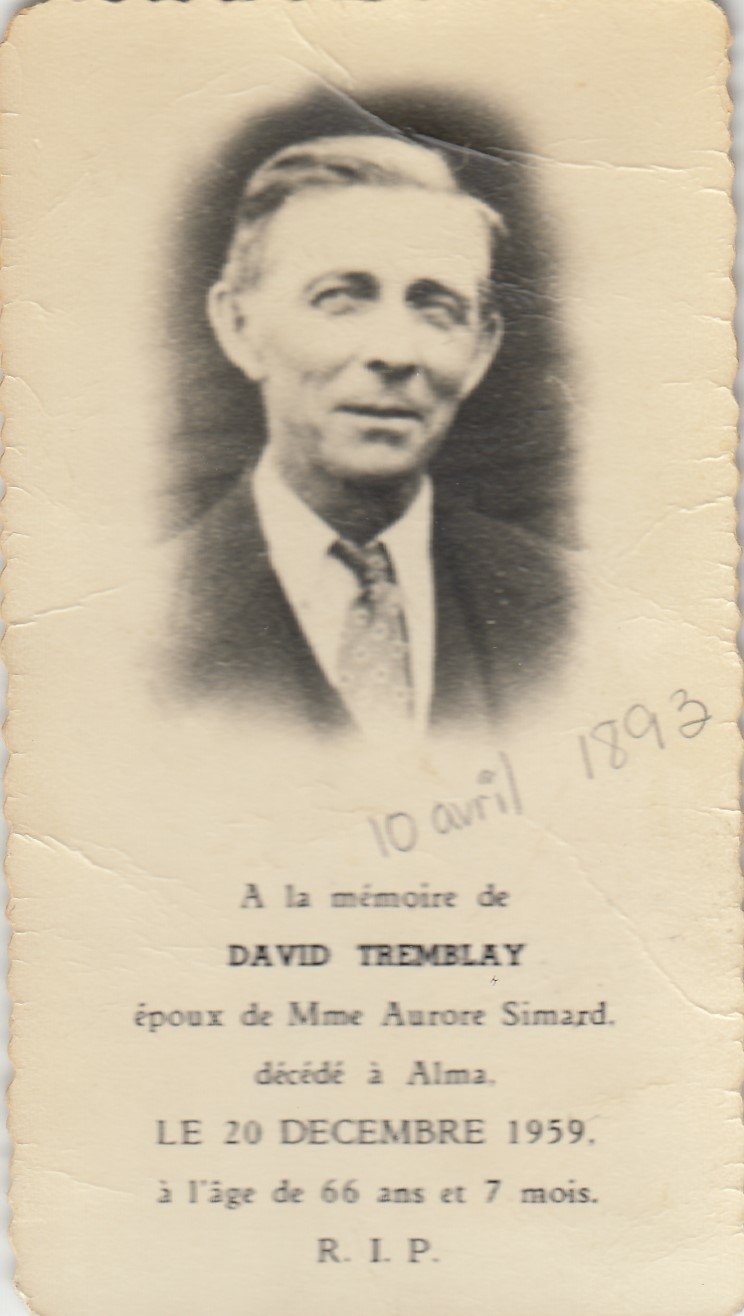 10 avril 1893
A la mémoire de
DAVID TREMBLAY
époux de Mme Aurore Simard.
décédé à Alma.
LE 20 DECEMBRE 1959.
à l'âge de 66 ans et 7 mois.
R. I. P.